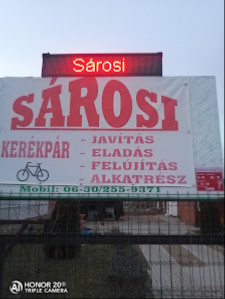 Sárosi
SÁROSI
KERÉKPÁR
- JAVÍTÁS
- ELADÁS
- FELÚJÍTÁS
- ALKATRÉSZ
Mobil: 06-30/255-9371
HONOR 20e
TRIPLE CAMERA